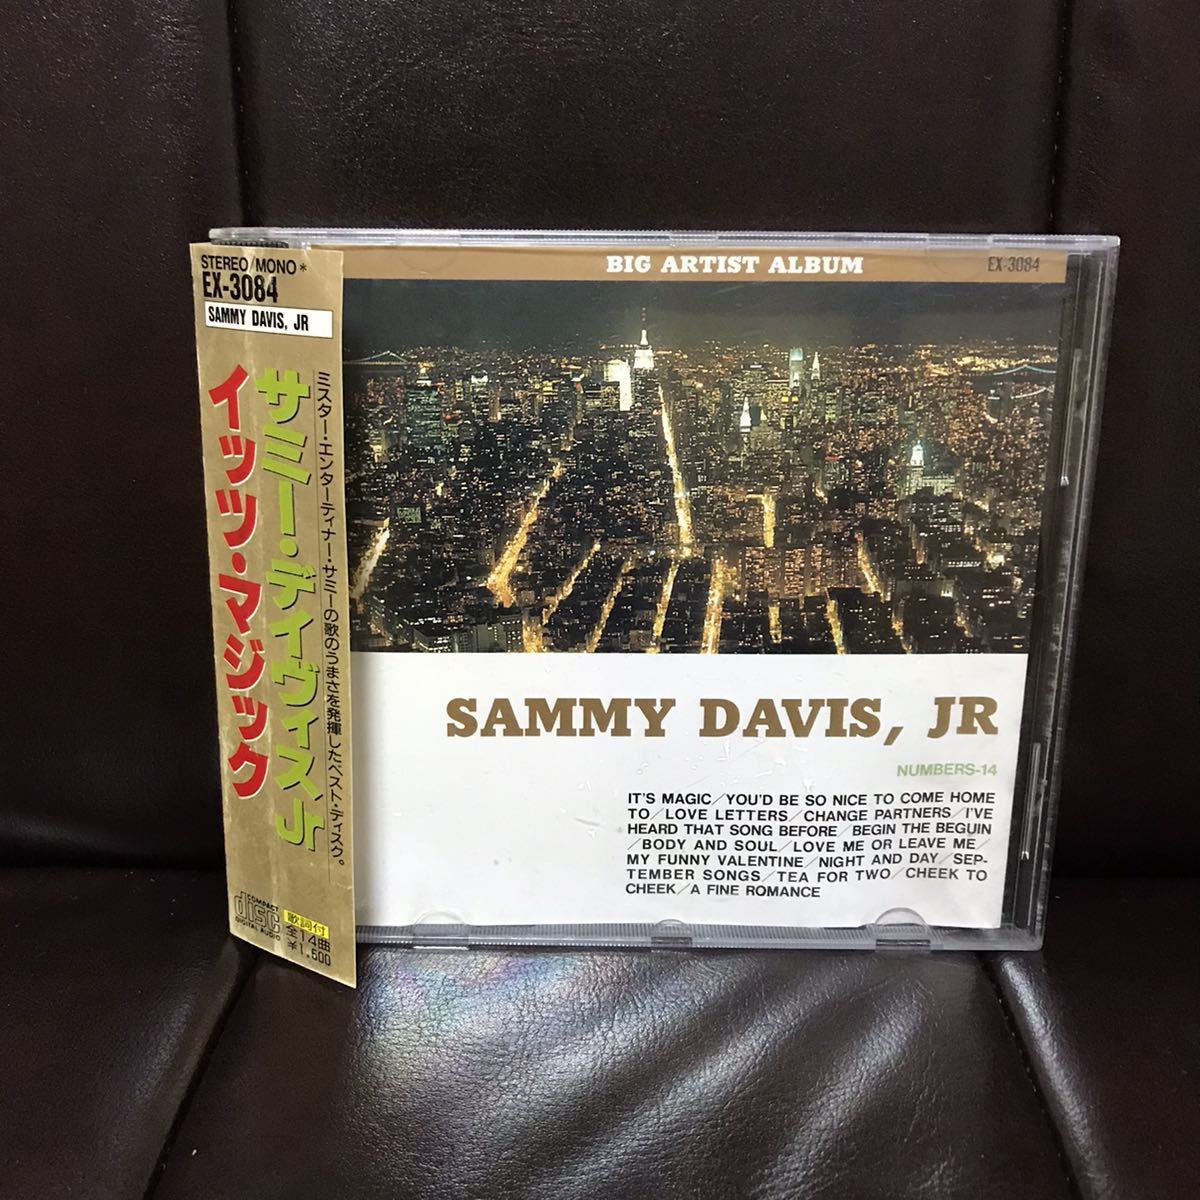 STEREO/MONO*
EX-3084
SAMMY DAVIS, JR
ミスター・エンターティナー・サミーの歌のうまさを発揮したベスト・ディスク。
サミー・デイヴィスJr
イッツ・マジック
COMPACT
disc
DIGITAL AUDIO
歌詞付
全14曲
¥1,500
BIG ARTIST ALBUM
EX-3084
SAMMY DAVIS, JR
NUMBERS-14
IT'S MAGIC/YOU'D BE SO NICE TO COME HOME
TO/LOVE LETTERS/CHANGE PARTNERS/I'VE
HEARD THAT SONG BEFORE/BEGIN THE BEGUIN
/BODY AND SOUL/LOVE ME OR LEAVE ME/
MY FUNNY VALENTINE/NIGHT AND DAY/SEP-
TEMBER SONGS/TEA FOR TWO/CHEEK TO
CHEEK/A FINE ROMANCE